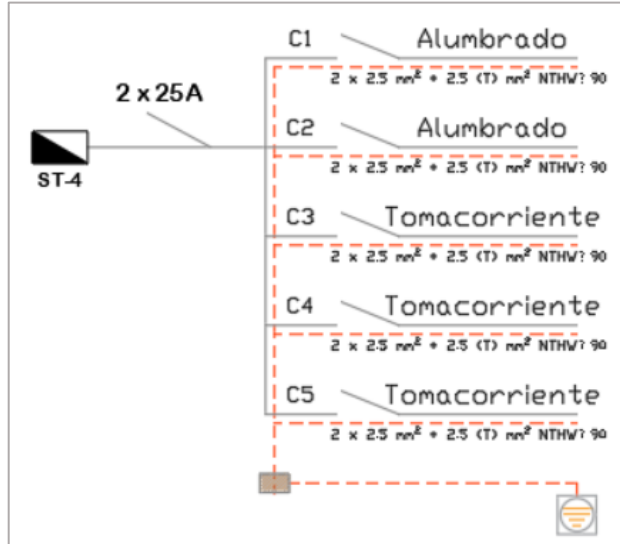 C1 Alumbrado
2 x 2.5 mm² + 2.5 (T) mm² NTHW? 90
2 x 25A
C2 Alumbrado
2 x 2.5 mm² + 2.5 (T) mm² NTHW? 90
ST-4
C3 Tomacorriente
2 x 2.5 mm² + 2.5 (T) mm² NTHW? 90
C4 Tomacorriente
2 x 2.5 mm² + 2.5 (T) mm² NTHW? 90
C5 Tomacorriente
2 x 2.5 mm² + 2.5 (T) mm² NTHW? 90